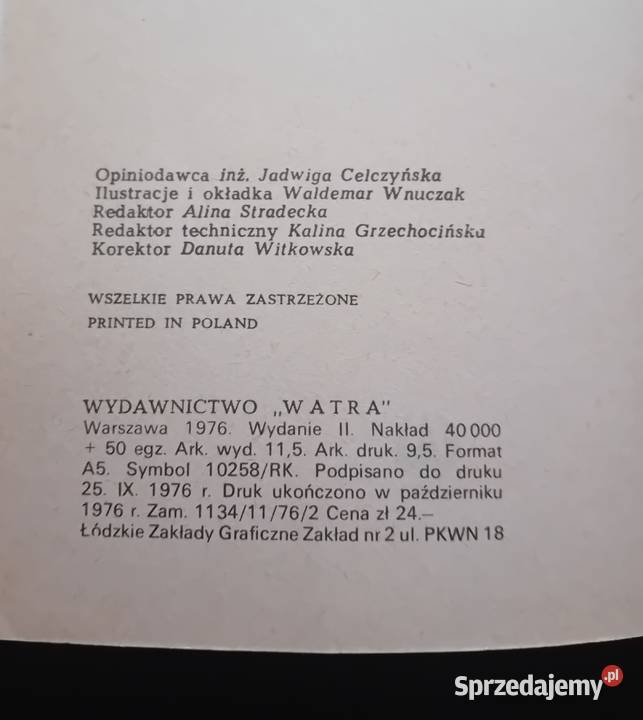 Opiniodawca inż. Jadwiga Celczyńska
Ilustracje i okładka Waldemar Wnuczak
Redaktor Alina Stradecka
Redaktor techniczny Kalina Grzechocińska
Korektor Danuta Witkowska
WSZELKIE PRAWA ZASTRZEŻONE
PRINTED IN POLAND
WYDAWNICTWO „WATRA"
Warszawa 1976. Wydanie II. Nakład 40 000
+ 50 egz. Ark. wyd. 11,5. Ark. druk. 9,5. Format
A5. Symbol 10258/RK. Podpisano do druku
25. IX. 1976 r. Druk ukończono w październiku
1976 r. Zam. 1134/11/76/2 Cena zł 24.—
Łódzkie Zakłady Graficzne Zakład nr 2 ul. PKWN 18
Sprzedajemy.pl